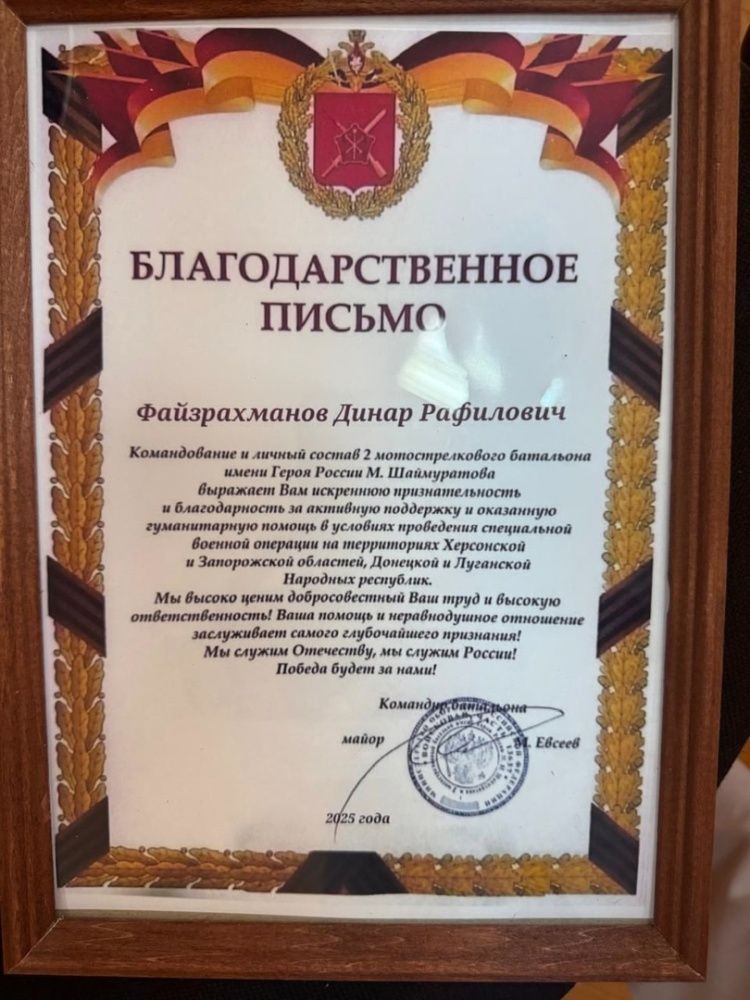 БЛАГОДАРСТВЕННОЕ
ПИСЬМО
Файзрахманов Динар Рафилович
Командование и личный состав 2 мотострелкового батальона
имени Героя России М. Шаймуратова
выражает Вам искреннюю признательность
и благодарность за активную поддержку и оказанную
гуманитарную помощь в условиях проведения специальной
военной операции на территориях Херсонской
и Запорожской областей, Донецкой и Луганской
Народных республик.
Мы высоко ценим добросовестный Ваш труд и высокую
ответственность! Ваша помощь и неравнодушное отношение
заслуживает самого глубочайшего признания!
Мы служим Отечеству, мы служим России!
Победа будет за нами!
Командир батальона
майор М. Евсеев
2025 года